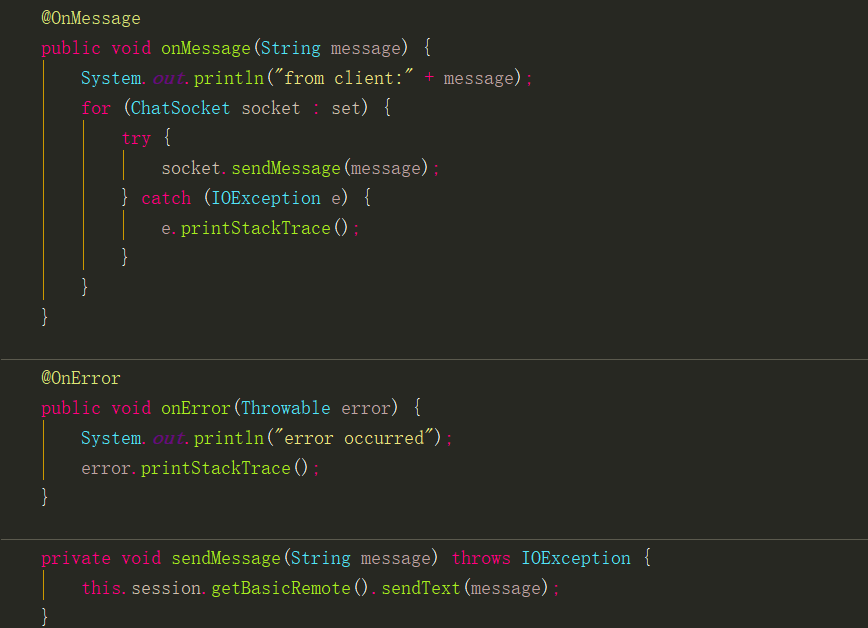 @OnMessage
public void onMessage(String message) {
    System.out.println("from client:" + message);
    for (ChatSocket socket : set) {
        try {
            socket.sendMessage(message);
        } catch (IOException e) {
            e.printStackTrace();
        }
    }
}
@OnError
public void onError(Throwable error) {
    System.out.println("error occurred");
    error.printStackTrace();
}
private void sendMessage(String message) throws IOException {
    this.session.getBasicRemote().sendText(message);
}